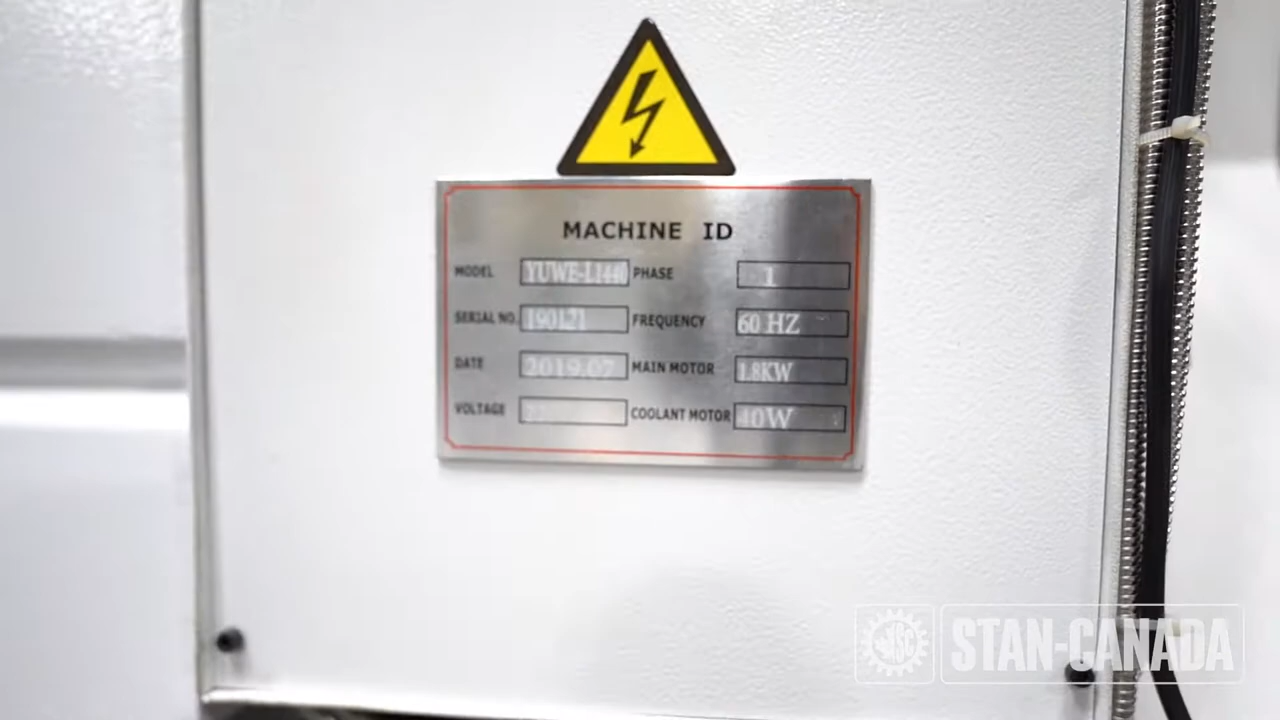 MACHINE ID
MODEL YUWE-L1440 PHASE 1
SERIAL NO. 190121 FREQUENCY 60 HZ
DATE 2019.07 MAIN MOTOR 1.8KW
VOLTAGE COOLANT MOTOR 40W
STAN-CANADA